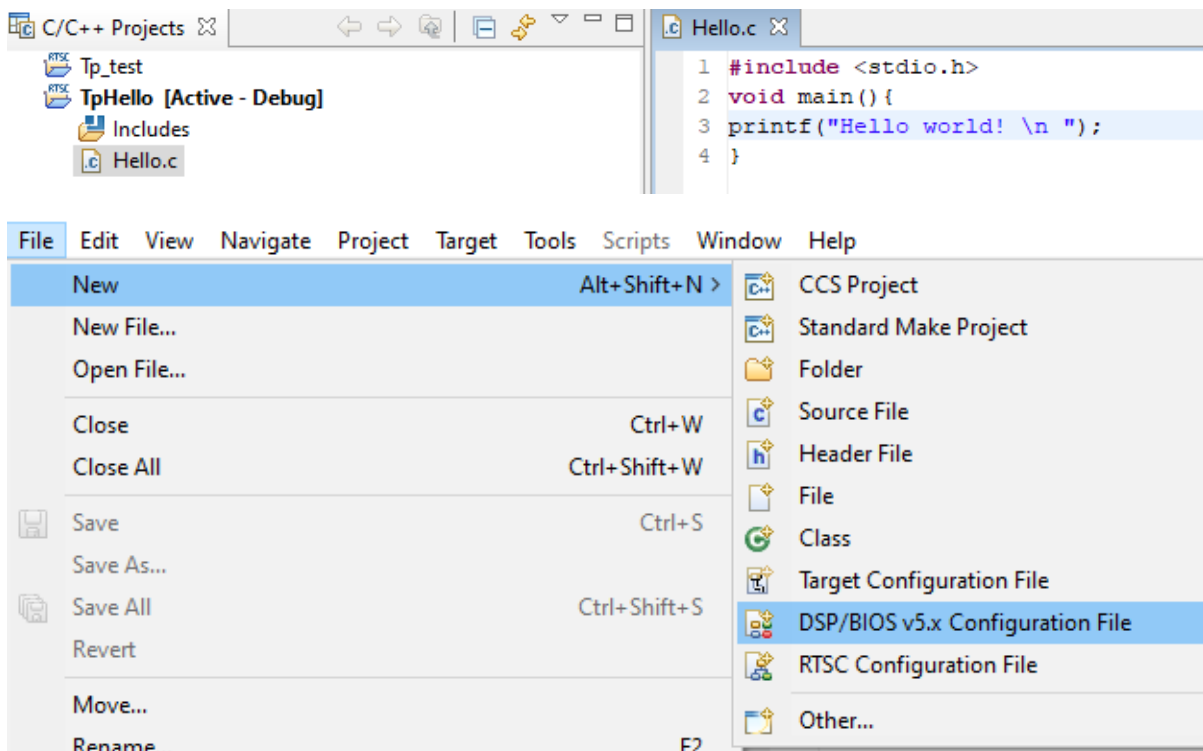 C/C++ Projects
RTSC Tp_test
RTSC TpHello [Active - Debug]
Includes
.c Hello.c
.c Hello.c
1 #include <stdio.h>
2 void main(){
3 printf("Hello world! \n ");
4 }
File Edit View Navigate Project Target Tools Scripts Window Help
New Alt+Shift+N >
New File...
Open File...
Close Ctrl+W
Close All Ctrl+Shift+W
Save Ctrl+S
Save As...
Save All Ctrl+Shift+S
Revert
Move...
Rename... F2
CCS Project
Standard Make Project
Folder
Source File
Header File
File
Class
Target Configuration File
DSP/BIOS v5.x Configuration File
RTSC Configuration File
Other...